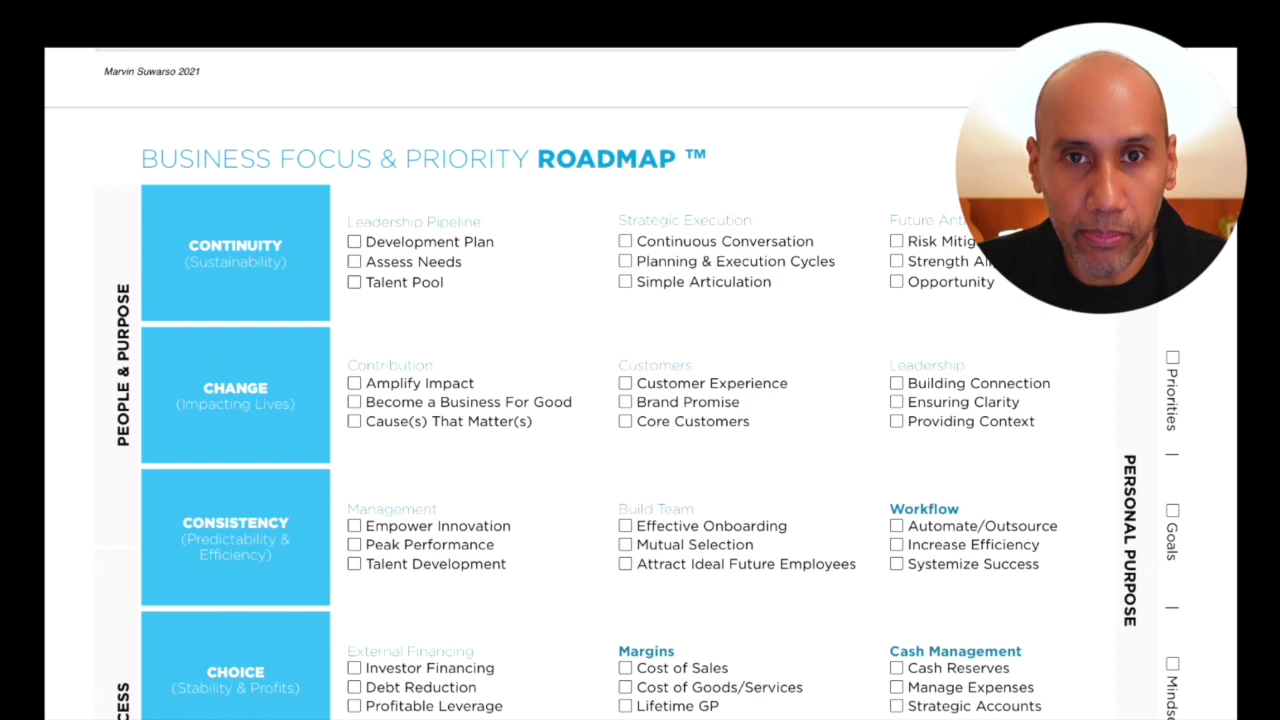 Marvin Suwarso 2021
BUSINESS FOCUS & PRIORITY ROADMAP ™
PEOPLE & PURPOSE
CONTINUITY
(Sustainability)
Leadership Pipeline
Development Plan
Assess Needs
Talent Pool
Strategic Execution
Continuous Conversation
Planning & Execution Cycles
Simple Articulation
Future
Risk
Strength
Opportunity
CHANGE
(Impacting Lives)
Contribution
Amplify Impact
Become a Business For Good
Cause(s) That Matter(s)
Customers
Customer Experience
Brand Promise
Core Customers
Leadership
Building Connection
Ensuring Clarity
Providing Context
CONSISTENCY
(Predictability &
Efficiency)
Management
Empower Innovation
Peak Performance
Talent Development
Build Team
Effective Onboarding
Mutual Selection
Attract Ideal Future Employees
Workflow
Automate/Outsource
Increase Efficiency
Systemize Success
CHOICE
(Stability & Profits)
External Financing
Investor Financing
Debt Reduction
Profitable Leverage
Margins
Cost of Sales
Cost of Goods/Services
Lifetime GP
Cash Management
Cash Reserves
Manage Expenses
Strategic Accounts
PERSONAL PURPOSE
Priorities
Goals